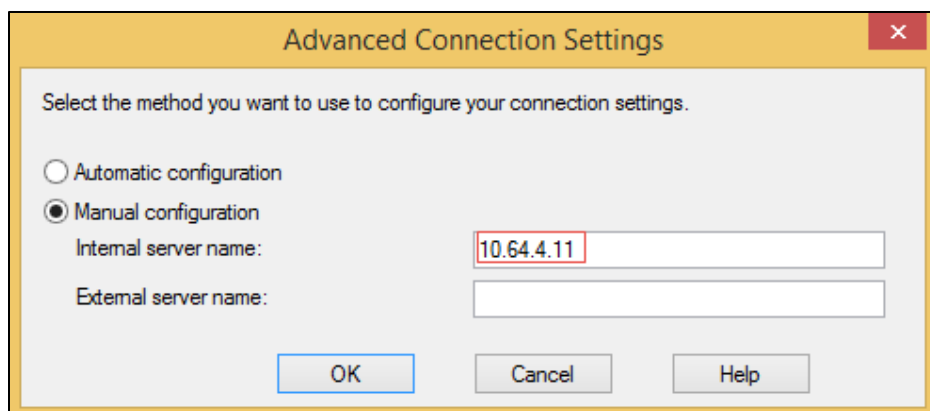 Advanced Connection Settings
Select the method you want to use to configure your connection settings.
Automatic configuration
Manual configuration
Internal server name: 10.64.4.11
External server name:
OK Cancel Help